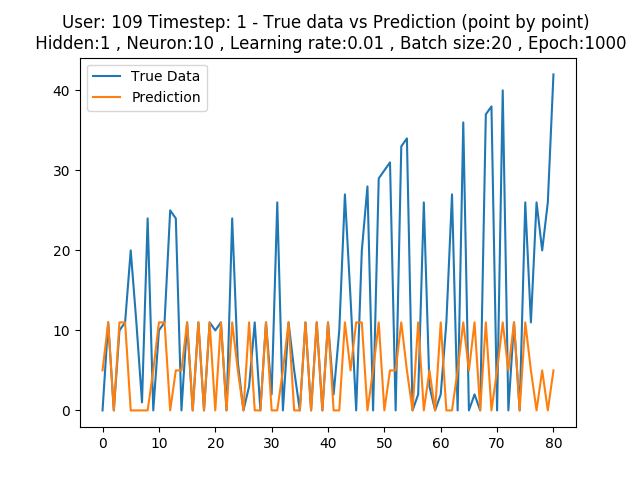 User: 109 Timestep: 1 - True data vs Prediction (point by point)
Hidden:1 , Neuron:10 , Learning rate:0.01 , Batch size:20 , Epoch:1000
True Data
Prediction
40
30
20
10
0
0 10 20 30 40 50 60 70 80